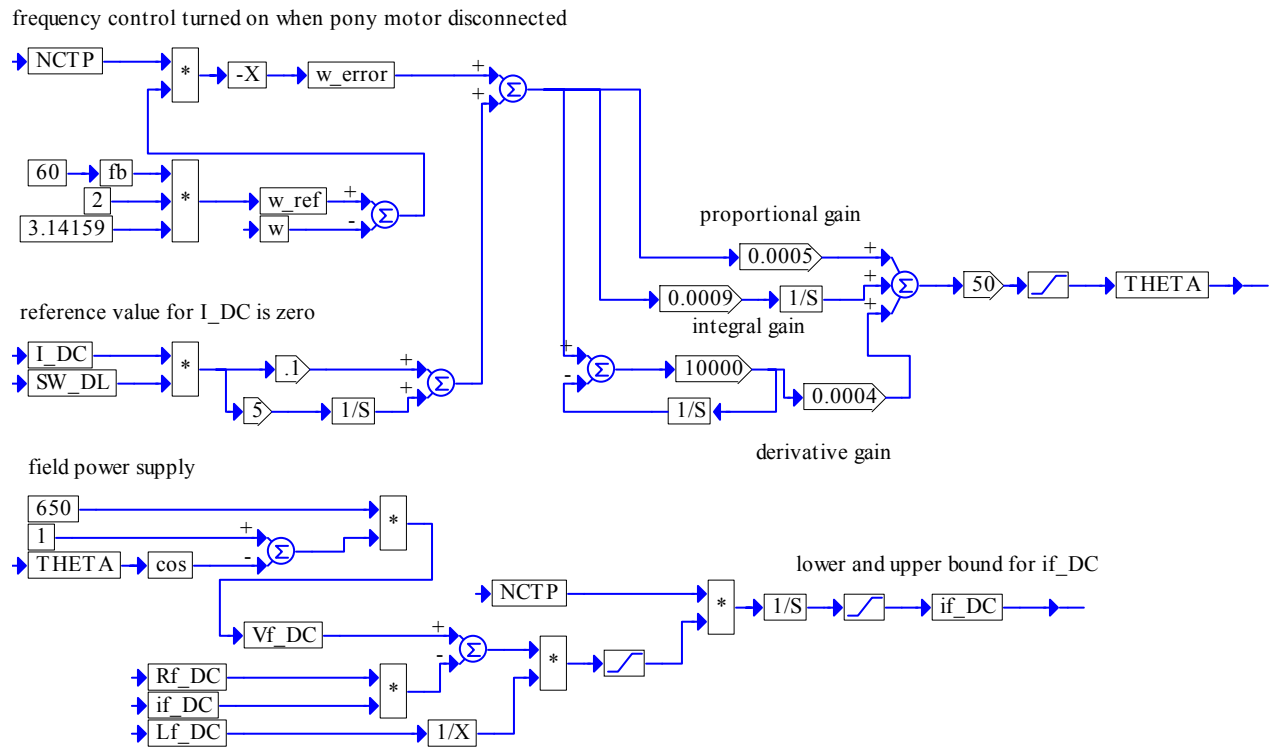 frequency control turned on when pony motor disconnected
NCTP
*
-X
w_error
+
+
Σ
60
fb
2
3.14159
*
w_ref
w
+
-
Σ
proportional gain
0.0005
+
0.0009
1/S
+
+
Σ
50
THETA
integral gain
reference value for I_DC is zero
I_DC
SW_DL
*
.1
5
1/S
+
+
Σ
+
-
Σ
10000
1/S
0.0004
derivative gain
field power supply
650
1
THETA
cos
+
-
Σ
*
lower and upper bound for if_DC
NCTP
*
1/S
if_DC
Vf_DC
+
-
Σ
*
Rf_DC
if_DC
*
Lf_DC
1/X